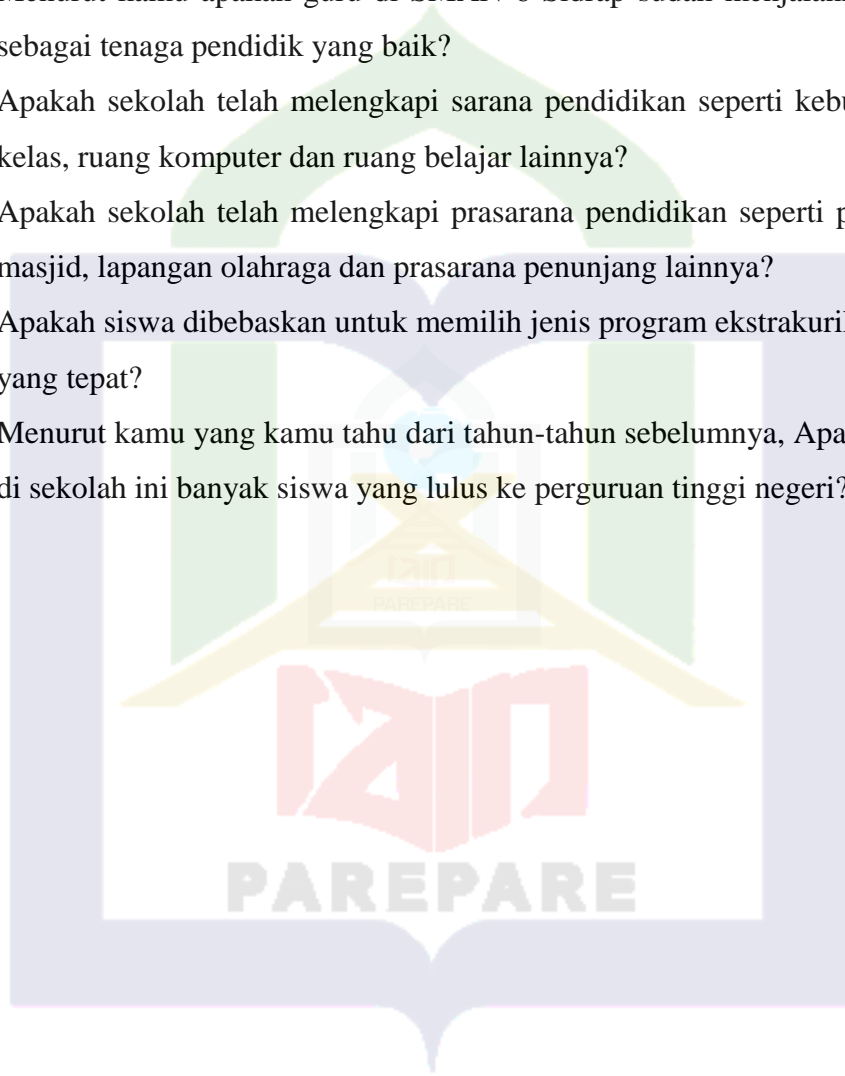 sebagai tenaga pendidik yang baik?
Apakah sekolah telah melengkapi sarana pendidikan seperti
kelas, ruang komputer dan ruang belajar lainnya?
Apakah sekolah telah melengkapi prasarana pendidikan seperti
masjid, lapangan olahraga dan prasarana penunjang lainnya?
Apakah siswa dibebaskan untuk memilih jenis program
yang tepat?
Menurut kamu yang kamu tahu dari tahun-tahun sebelumnya,
di sekolah ini banyak siswa yang lulus ke perguruan tinggi negeri?
PAREPARE
PAREPARE